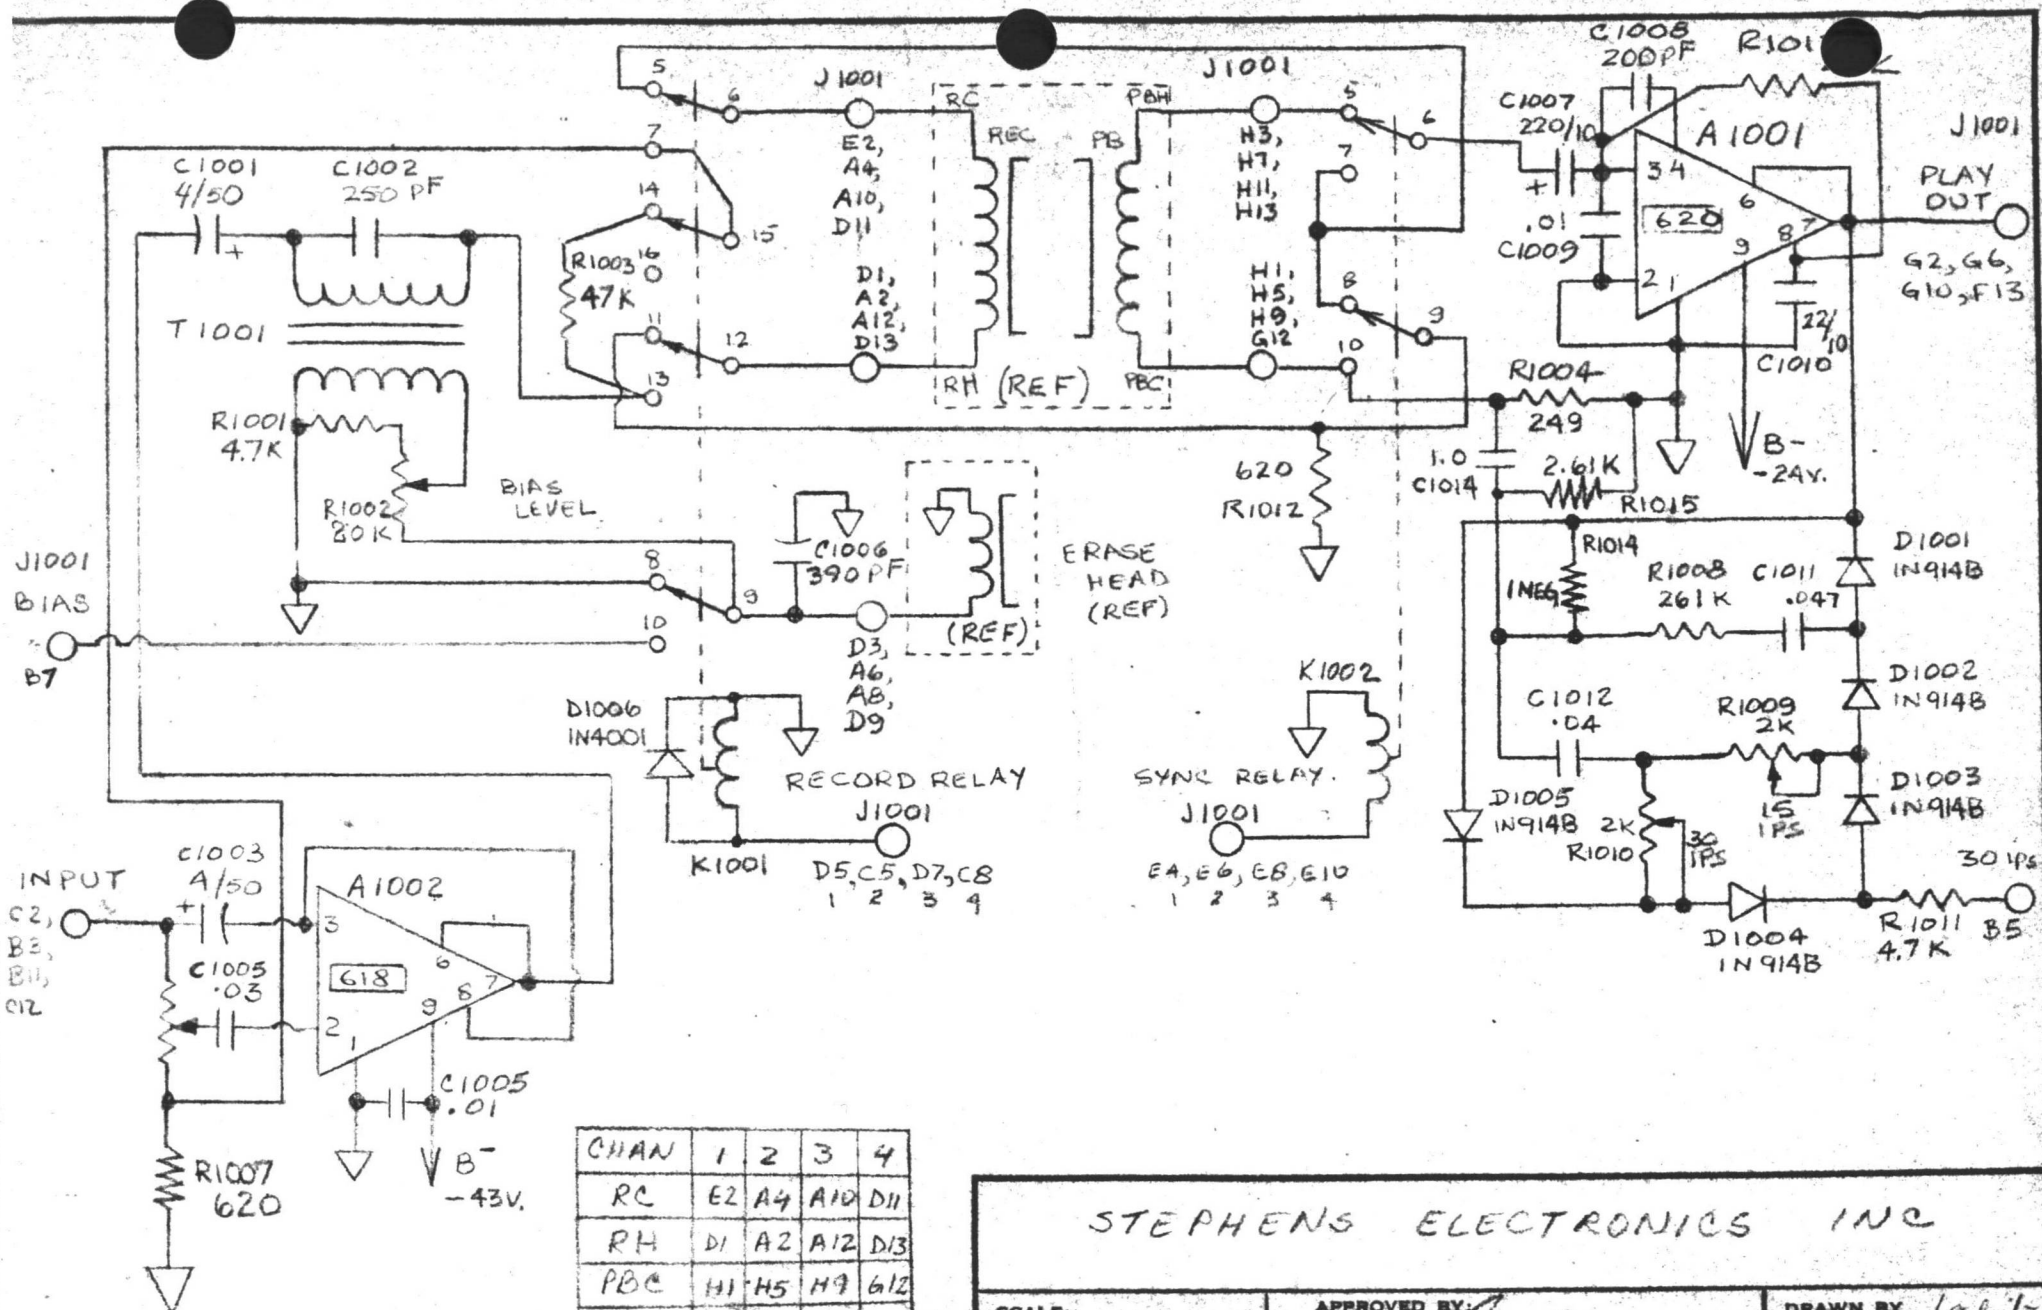 C1008
200PF
R101
J1001
J1001
C1007
220/10
A1001
J1001
PLAY
OUT
G2, G6,
G10, F13
5
6
7
14
15
16
11
12
13
RC
REC
PBH
PB
RH (REF)
PBC
E2,
A4,
A10,
D11
D1,
A2,
A12,
D13
H3,
H7,
H11,
H13
H1,
H5,
H9,
G12
5
6
7
8
9
10
3 4
620
6
7
8
9
2 1
.01
C1009
22/10
C1010
C1001
4/50
+
C1002
250 PF
R1003
47K
T1001
R1001
4.7K
R1002
80K
BIAS
LEVEL
R1004
249
1.0
C1014
2.61K
R1015
B-
-24V.
620
R1012
J1001
BIAS
B7
8
9
10
C1006
390PF
(REF)
ERASE
HEAD
(REF)
D3,
A6,
A8,
D9
R1014
1MEG
R1008
261K
C1011
.047
D1001
1N914B
D1002
1N914B
D1003
1N914B
C1012
.04
R1009
2K
15
IPS
D1005
1N914B
2K
R1010
30
IPS
D1004
1N914B
R1011
4.7K
30 ips
B5
D1006
1N4001
K1001
RECORD RELAY
J1001
D5, C5, D7, C8
1 2 3 4
K1002
SYNC RELAY.
J1001
E4, E6, E8, E10
1 2 3 4
INPUT
C2,
B3,
B11,
C12
C1003
A/50
+
A1002
3
618
6
7
8
9
2
1
C1005
.03
C1005
.01
R1007
620
B-
-43V.
CHAN 1 2 3 4
RC E2 A4 A10 D11
RH D1 A2 A12 D13
PBC H1 H5 H9 G12
STEPHENS ELECTRONICS INC
SCALE
APPROVED BY:
DRAWN BY